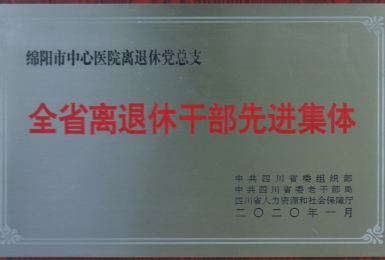 绵阳市中心医院离退休党总支
全省离退休干部先进集体
中共四川省委组织部
中共四川省委老干部局
四川省人力资源和社会保障厅
二〇二〇年一月